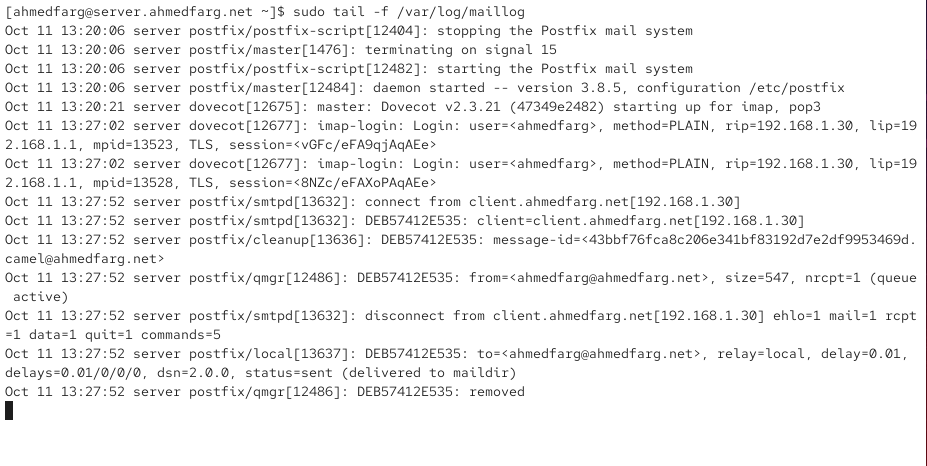 [ahmedfarg@server.ahmedfarg.net ~]$ sudo tail -f /var/log/maillog
Oct 11 13:20:06 server postfix/postfix-script[12404]: stopping the Postfix mail system
Oct 11 13:20:06 server postfix/master[1476]: terminating on signal 15
Oct 11 13:20:06 server postfix/postfix-script[12482]: starting the Postfix mail system
Oct 11 13:20:06 server postfix/master[12484]: daemon started -- version 3.8.5, configuration /etc/postfix
Oct 11 13:20:21 server dovecot[12675]: master: Dovecot v2.3.21 (47349e2482) starting up for imap, pop3
Oct 11 13:27:02 server dovecot[12677]: imap-login: Login: user=<ahmedfarg>, method=PLAIN, rip=192.168.1.30, lip=19
2.168.1.1, mpid=13523, TLS, session=<vGFc/eFA9qjAqAEe>
Oct 11 13:27:02 server dovecot[12677]: imap-login: Login: user=<ahmedfarg>, method=PLAIN, rip=192.168.1.30, lip=19
2.168.1.1, mpid=13528, TLS, session=<8NZc/eFAXoPAqAEe>
Oct 11 13:27:52 server postfix/smtpd[13632]: connect from client.ahmedfarg.net[192.168.1.30]
Oct 11 13:27:52 server postfix/smtpd[13632]: DEB57412E535: client=client.ahmedfarg.net[192.168.1.30]
Oct 11 13:27:52 server postfix/cleanup[13636]: DEB57412E535: message-id=<43bbf76fca8c206e341bf83192d7e2df9953469d.
camel@ahmedfarg.net>
Oct 11 13:27:52 server postfix/qmgr[12486]: DEB57412E535: from=<ahmedfarg@ahmedfarg.net>, size=547, nrcpt=1 (queue
 active)
Oct 11 13:27:52 server postfix/smtpd[13632]: disconnect from client.ahmedfarg.net[192.168.1.30] ehlo=1 mail=1 rcpt
=1 data=1 quit=1 commands=5
Oct 11 13:27:52 server postfix/local[13637]: DEB57412E535: to=<ahmedfarg@ahmedfarg.net>, relay=local, delay=0.01,
delays=0.01/0/0/0, dsn=2.0.0, status=sent (delivered to maildir)
Oct 11 13:27:52 server postfix/qmgr[12486]: DEB57412E535: removed